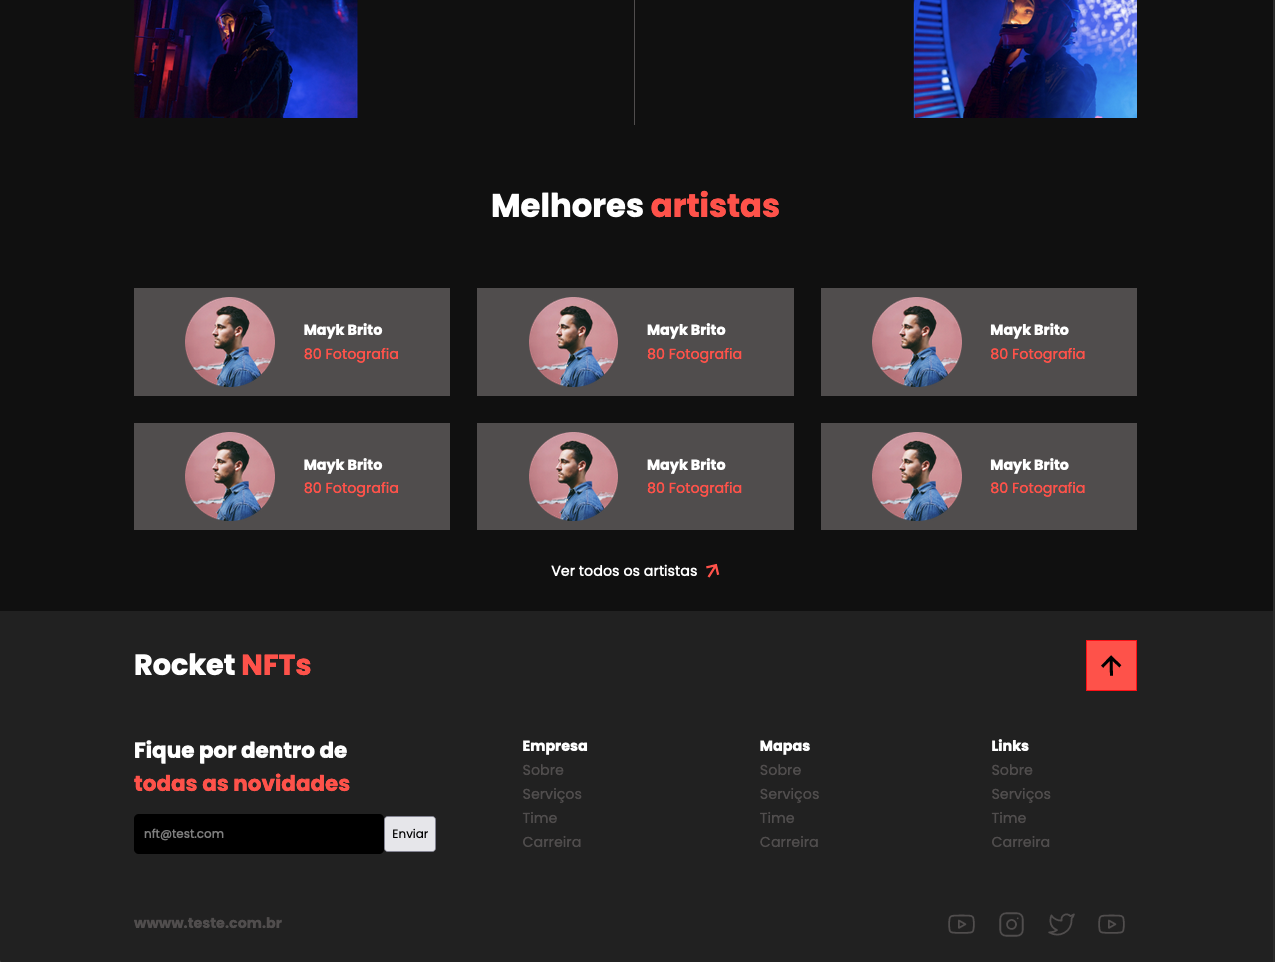 Melhores artistas
Mayk Brito
80 Fotografia
Mayk Brito
80 Fotografia
Mayk Brito
80 Fotografia
Mayk Brito
80 Fotografia
Mayk Brito
80 Fotografia
Mayk Brito
80 Fotografia
Ver todos os artistas
Rocket NFTs
Fique por dentro de
todas as novidades
nft@test.com
Enviar
Empresa
Sobre
Serviços
Time
Carreira
Mapas
Sobre
Serviços
Time
Carreira
Links
Sobre
Serviços
Time
Carreira
wwww.teste.com.br